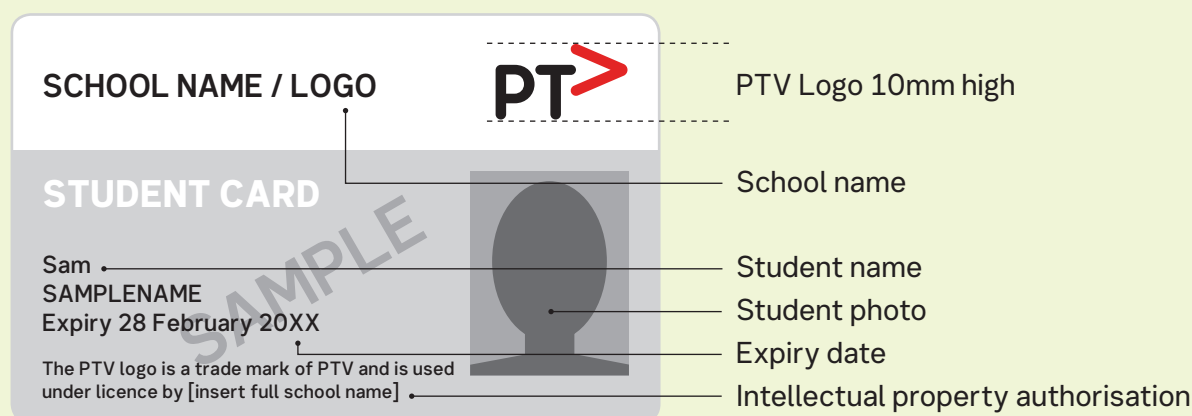 SCHOOL NAME / LOGO
PT
PTV Logo 10mm high
School name
STUDENT CARD
SAMPLE
Sam
SAMPLENAME
Expiry 28 February 20XX
The PTV logo is a trade mark of PTV and is used
under licence by [insert full school name]
Student name
Student photo
Expiry date
Intellectual property authorisation